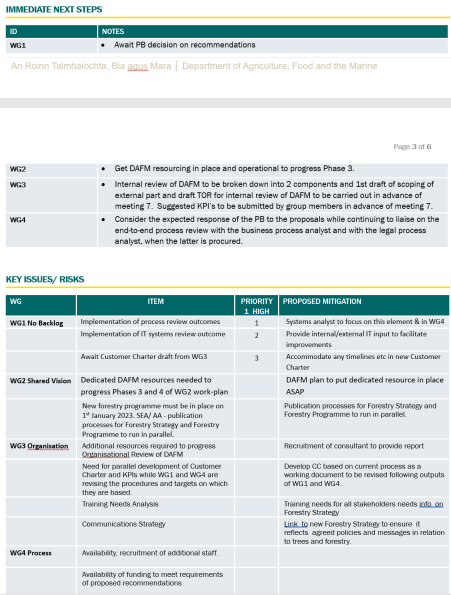 IMMEDIATE NEXT STEPS
ID NOTES
WG1 • Await PB decision on recommendations
An Roinn Talmhaíochta, Bia agus Mara | Department of Agriculture, Food and the Marine
Page 3 of 6
WG2 • Get DAFM resourcing in place and operational to progress Phase 3.
WG3 • Internal review of DAFM to be broken down into 2 components and 1st draft of scoping of
external part and draft TOR for internal review of DAFM to be carried out in advance of
meeting 7. Suggested KPI's to be submitted by group members in advance of meeting 7.
WG4 • Consider the expected response of the PB to the proposals while continuing to liaise on the
end-to-end process review with the business process analyst and with the legal process
analyst, when the latter is procured.
KEY ISSUES/ RISKS
WG ITEM PRIORITY PROPOSED MITIGATION
1 HIGH
WG1 No Backlog Implementation of process review outcomes 1 Systems analyst to focus on this element & in WG4
Implementation of IT systems review outcome 2 Provide internal/external IT input to facilitate
improvements
Await Customer Charter draft from WG3 3 Accommodate any timelines etc in new Customer
Charter
WG2 Shared Vision Dedicated DAFM resources needed to DAFM plan to put dedicated resource in place
progress Phases 3 and 4 of WG2 work-plan ASAP
New forestry programme must be in place on Publication processes for Forestry Strategy and
1st January 2023. SEA/ AA - publication Forestry Programme to run in parallel.
processes for Forestry Strategy and Forestry
Programme to run in parallel.
WG3 Organisation Additional resources required to progress Recruitment of consultant to provide report
Organisational Review of DAFM
Need for parallel development of Customer Develop CC based on current process as a
Charter and KPIs while WG1 and WG4 are working document to be revised following outputs
revising the procedures and targets on which of WG1 and WG4.
they are based.
Training Needs Analysis Training needs for all stakeholders needs info on
Forestry Strategy
Communications Strategy Link to new Forestry Strategy to ensure it
reflects agreed policies and messages in relation
to trees and forestry.
WG4 Process Availability, recruitment of additional staff.
Availability of funding to meet requirements
of proposed recommendations